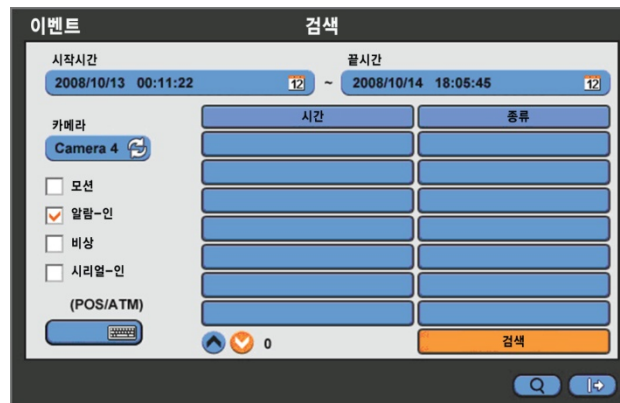 이벤트 검색
시작시간 끝시간
2008/10/13 00:11:22 12 ~ 2008/10/14 18:05:45 12
카메라 시간 종류
Camera 4
모션
알람-인
비상
시리얼-인
(POS/ATM)
0 검색